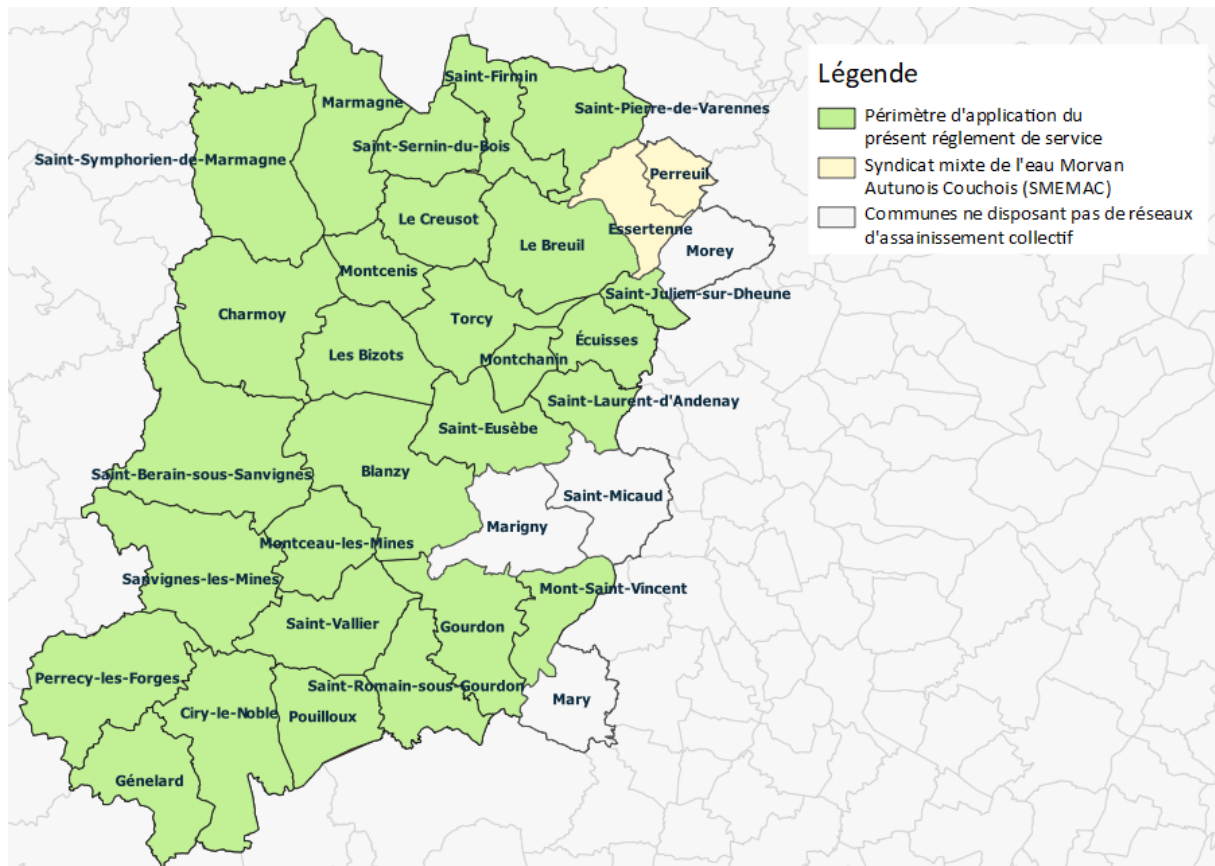 Légende
Périmètre d'application du
présent réglement de service
Syndicat mixte de l'eau Morvan
Autunois Couchois (SMEMAC)
Communes ne disposant pas de réseaux
d'assainissement collectif
Saint-Firmin
Marmagne
Saint-Pierre-de-Varennes
Saint-Sernin-du-Bois
Saint-Symphorien-de-Marmagne
Perreuil
Le Creusot
Essertenne
Le Breuil
Morey
Montcenis
Saint-Julien-sur-Dheune
Charmoy
Torcy
Écuisses
Les Bizots
Montchanin
Saint-Laurent-d'Andenay
Saint-Eusèbe
Blanzy
Saint-Berain-sous-Sanvignes
Saint-Micaud
Marigny
Montceau-les-Mines
Sanvignes-les-Mines
Mont-Saint-Vincent
Saint-Vallier
Gourdon
Perrecy-les-Forges
Saint-Romain-sous-Gourdon
Mary
Ciry-le-Noble
Pouilloux
Génelard